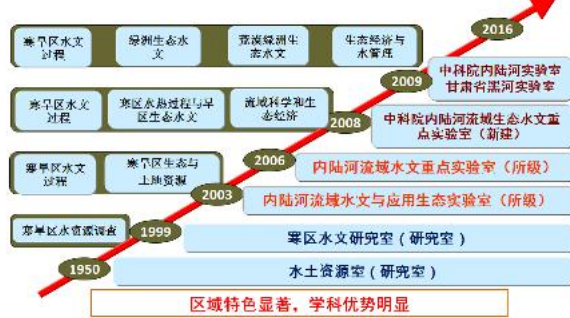 2016
寒旱区水文
过程
绿洲生态水
文
荒漠绿洲生
态水文
生态经济与
水管理
2009
中科院内陆河实验室
甘肃省黑河实验室
寒旱区水文
过程
寒区水热过程与旱
区生态水文
流域科学和生
态经济
2008
中科院内陆河流域生态水文重
点实验室(新建)
寒旱区水文
过程
寒旱区生态与
土地资源
2006
内陆河流域水文重点实验室(所级)
2003
内陆河流域水文与应用生态实验室(所级)
寒旱区水资源调查
1999
寒区水文研究室(研究室)
1950
水土资源室(研究室)
区域特色显著,学科优势明显